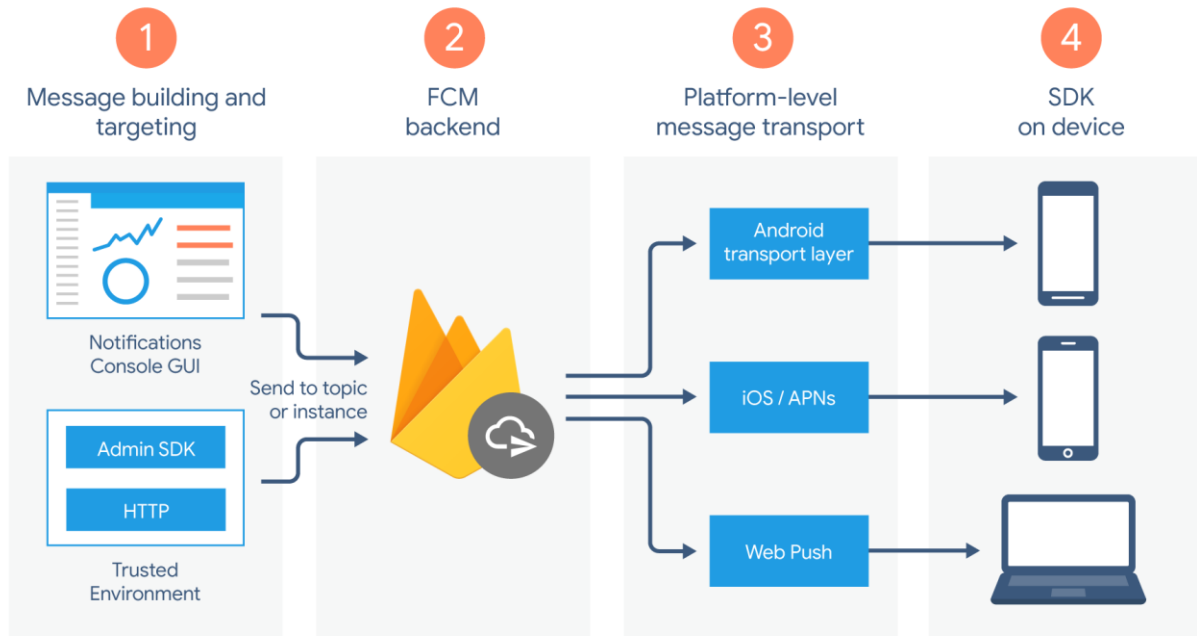 1
Message building and
targeting
2
FCM
backend
3
Platform-level
message transport
4
SDK
on device
Notifications
Console GUI
Send to topic
or instance
Admin SDK
HTTP
Trusted
Environment
Android
transport layer
iOS / APNs
Web Push